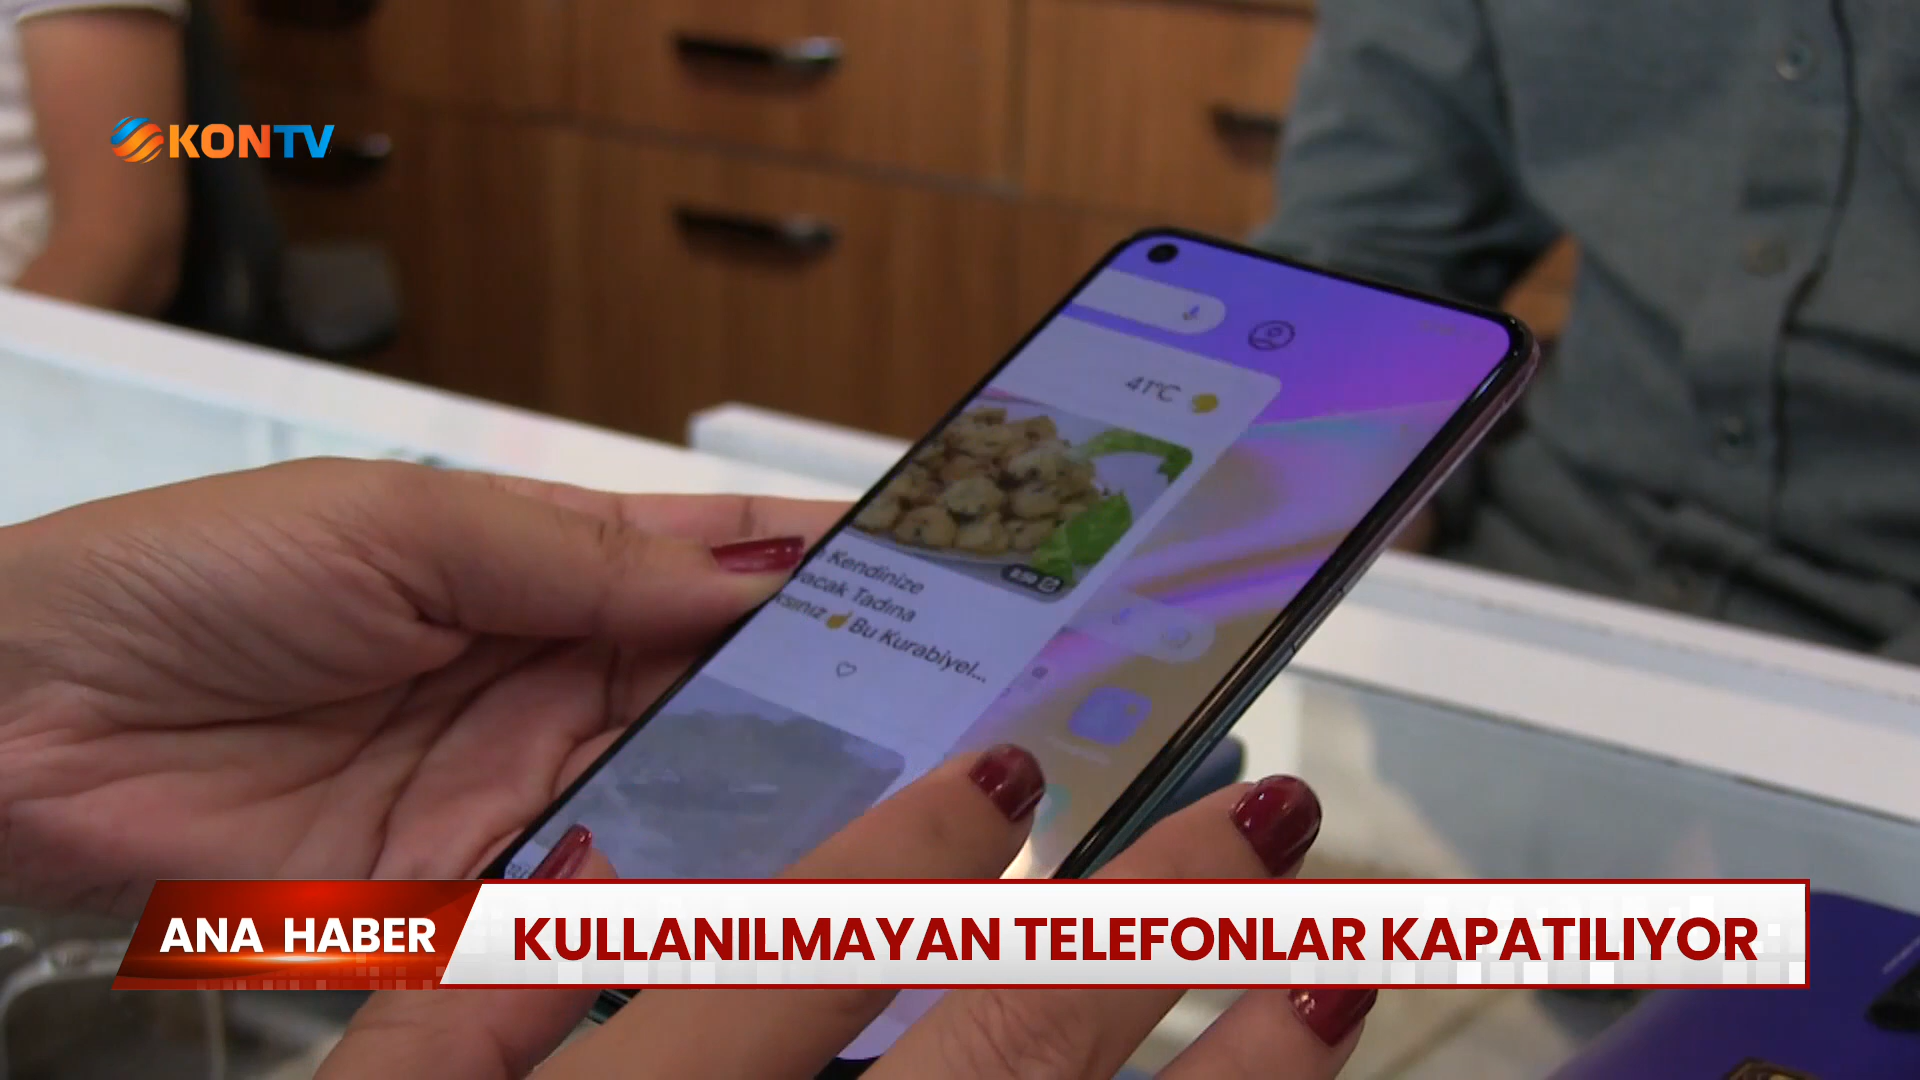 KONTV
41°C
Kendinize
Tadına
Bu Kurabiyel...
ANA HABER
KULLANILMAYAN TELEFONLAR KAPATILIYOR